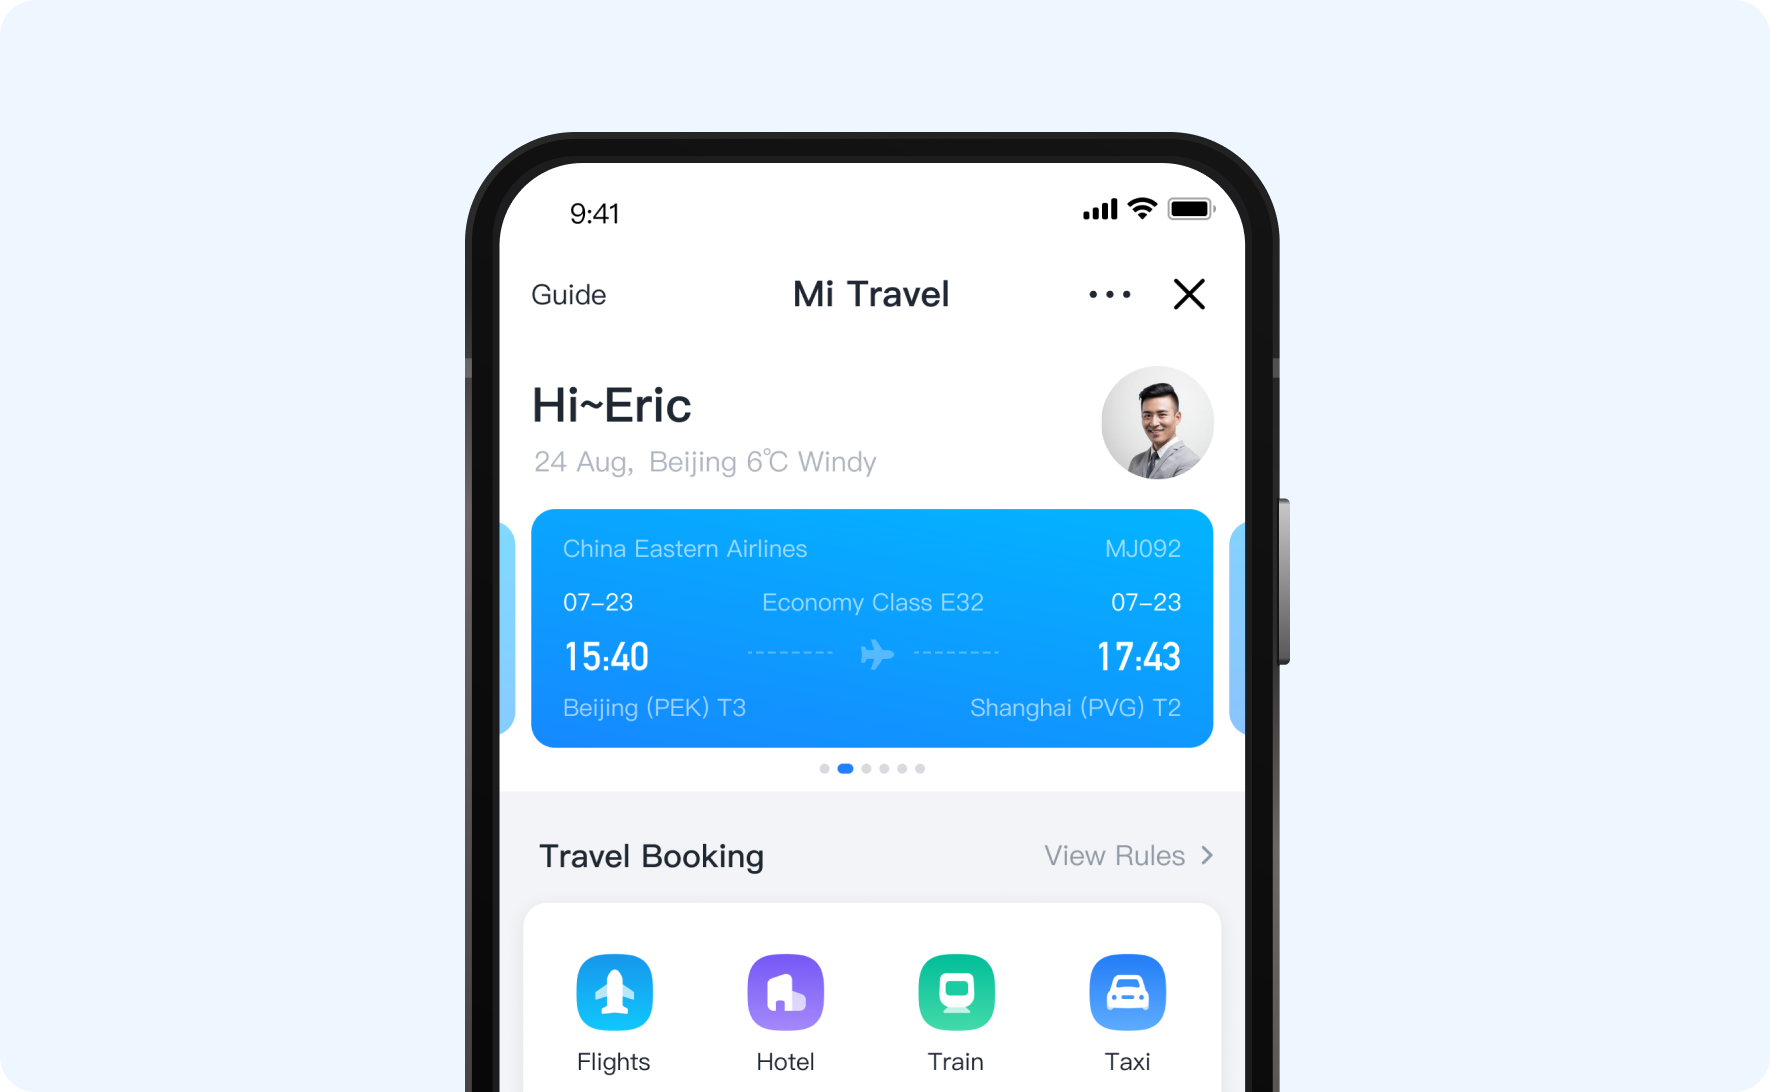 9:41
Guide Mi Travel
Hi~Eric
24 Aug, Beijing 6℃ Windy
China Eastern Airlines MJ092
07-23 Economy Class E32 07-23
15:40 17:43
Beijing (PEK) T3 Shanghai (PVG) T2
Travel Booking View Rules
Flights Hotel Train Taxi